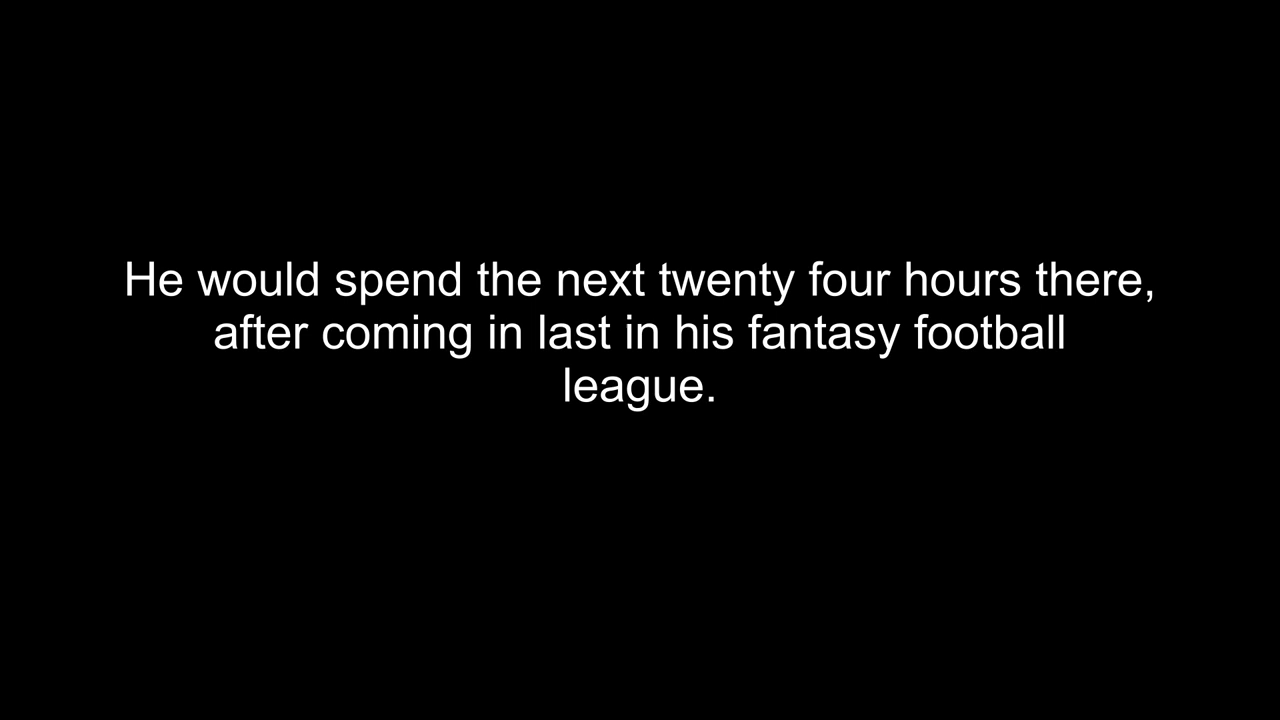 He would spend the next twenty four hours there,
after coming in last in his fantasy football
league.